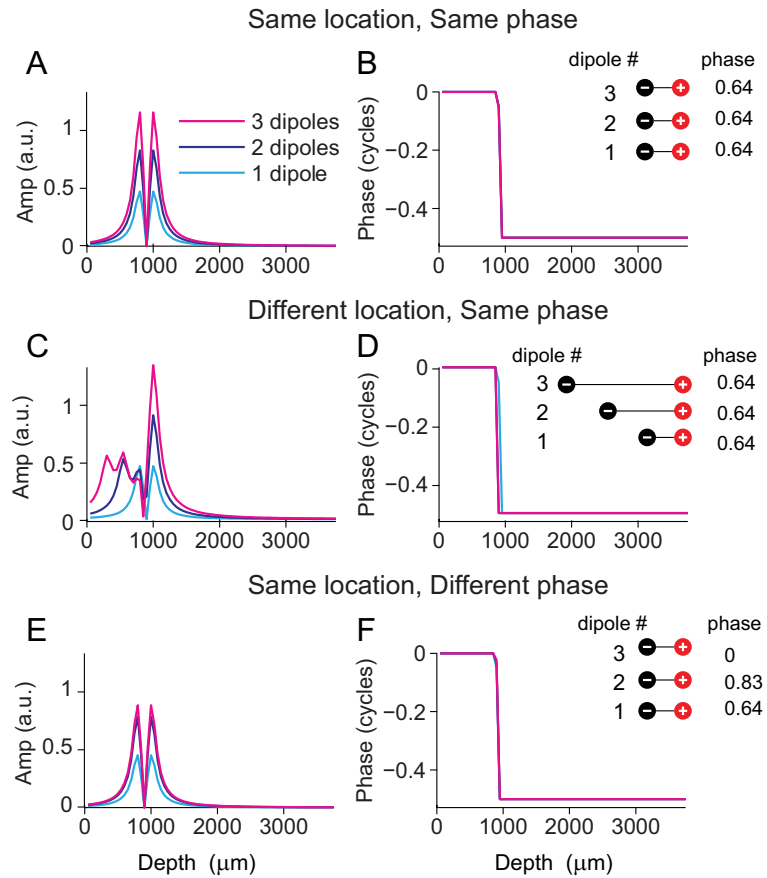 Same location, Same phase
A
Amp (a.u.)
1
0.5
0
0 1000 2000 3000
3 dipoles
2 dipoles
1 dipole
B
Phase (cycles)
0
−0.2
−0.4
0 1000 2000 3000
dipole # phase
3 − + 0.64
2 − + 0.64
1 − + 0.64
Different location, Same phase
C
Amp (a.u.)
1
0.5
0
0 1000 2000 3000
D
Phase (cycles)
0
−0.2
−0.4
0 1000 2000 3000
dipole # phase
3 − + 0.64
2 − + 0.64
1 − + 0.64
Same location, Different phase
E
Amp (a.u.)
1
0.5
0
0 1000 2000 3000
Depth (μm)
F
Phase (cycles)
0
−0.2
−0.4
0 1000 2000 3000
Depth (μm)
dipole # phase
3 − + 0
2 − + 0.83
1 − + 0.64